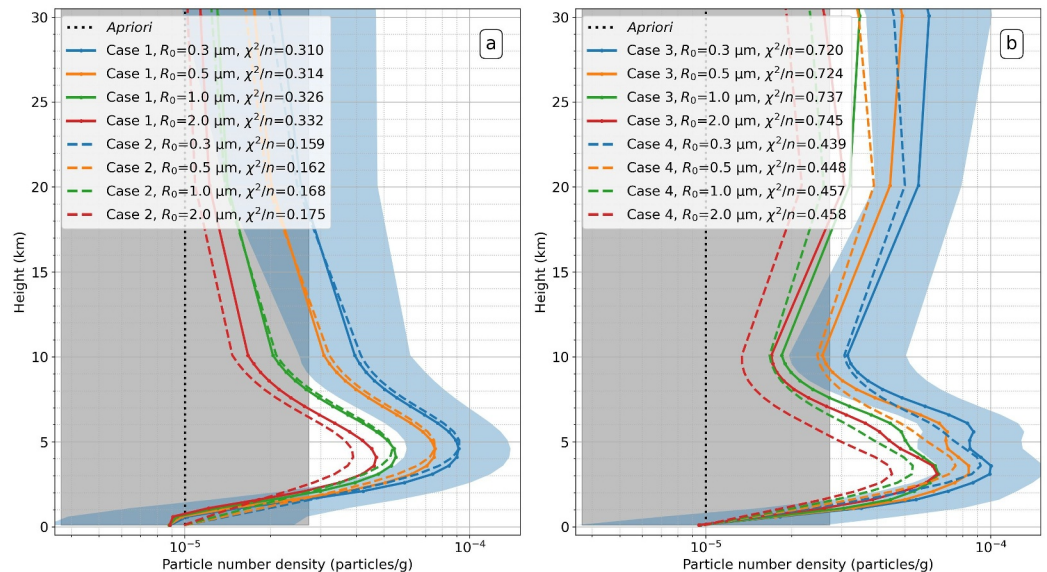 a
Apriori
Case 1, R₀=0.3 μm, χ²/n=0.310
Case 1, R₀=0.5 μm, χ²/n=0.314
Case 1, R₀=1.0 μm, χ²/n=0.326
Case 1, R₀=2.0 μm, χ²/n=0.332
Case 2, R₀=0.3 μm, χ²/n=0.159
Case 2, R₀=0.5 μm, χ²/n=0.162
Case 2, R₀=1.0 μm, χ²/n=0.168
Case 2, R₀=2.0 μm, χ²/n=0.175
30
25
20
15
10
5
0
Height (km)
10⁻⁵
10⁻⁴
Particle number density (particles/g)
b
Apriori
Case 3, R₀=0.3 μm, χ²/n=0.720
Case 3, R₀=0.5 μm, χ²/n=0.724
Case 3, R₀=1.0 μm, χ²/n=0.737
Case 3, R₀=2.0 μm, χ²/n=0.745
Case 4, R₀=0.3 μm, χ²/n=0.439
Case 4, R₀=0.5 μm, χ²/n=0.448
Case 4, R₀=1.0 μm, χ²/n=0.457
Case 4, R₀=2.0 μm, χ²/n=0.458
30
25
20
15
10
5
0
Height (km)
10⁻⁵
10⁻⁴
Particle number density (particles/g)